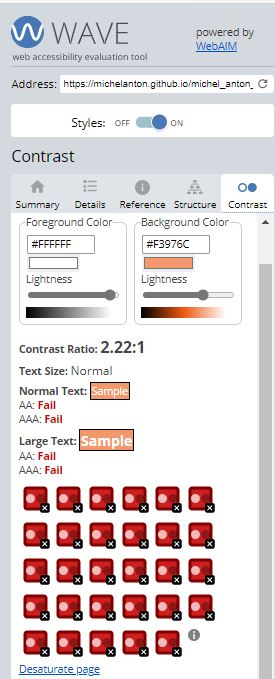 WAVE
powered by
WebAIM
web accessibility evaluation tool
Address: https://michelanton.github.io/michel_anton_
Styles: OFF ON
Contrast
Summary Details Reference Structure Contrast
Foreground Color Background Color
#FFFFFF #F3976C
Lightness Lightness
Contrast Ratio: 2.22:1
Text Size: Normal
Normal Text: Sample
AA: Fail
AAA: Fail
Large Text: Sample
AA: Fail
AAA: Fail
Desaturate page